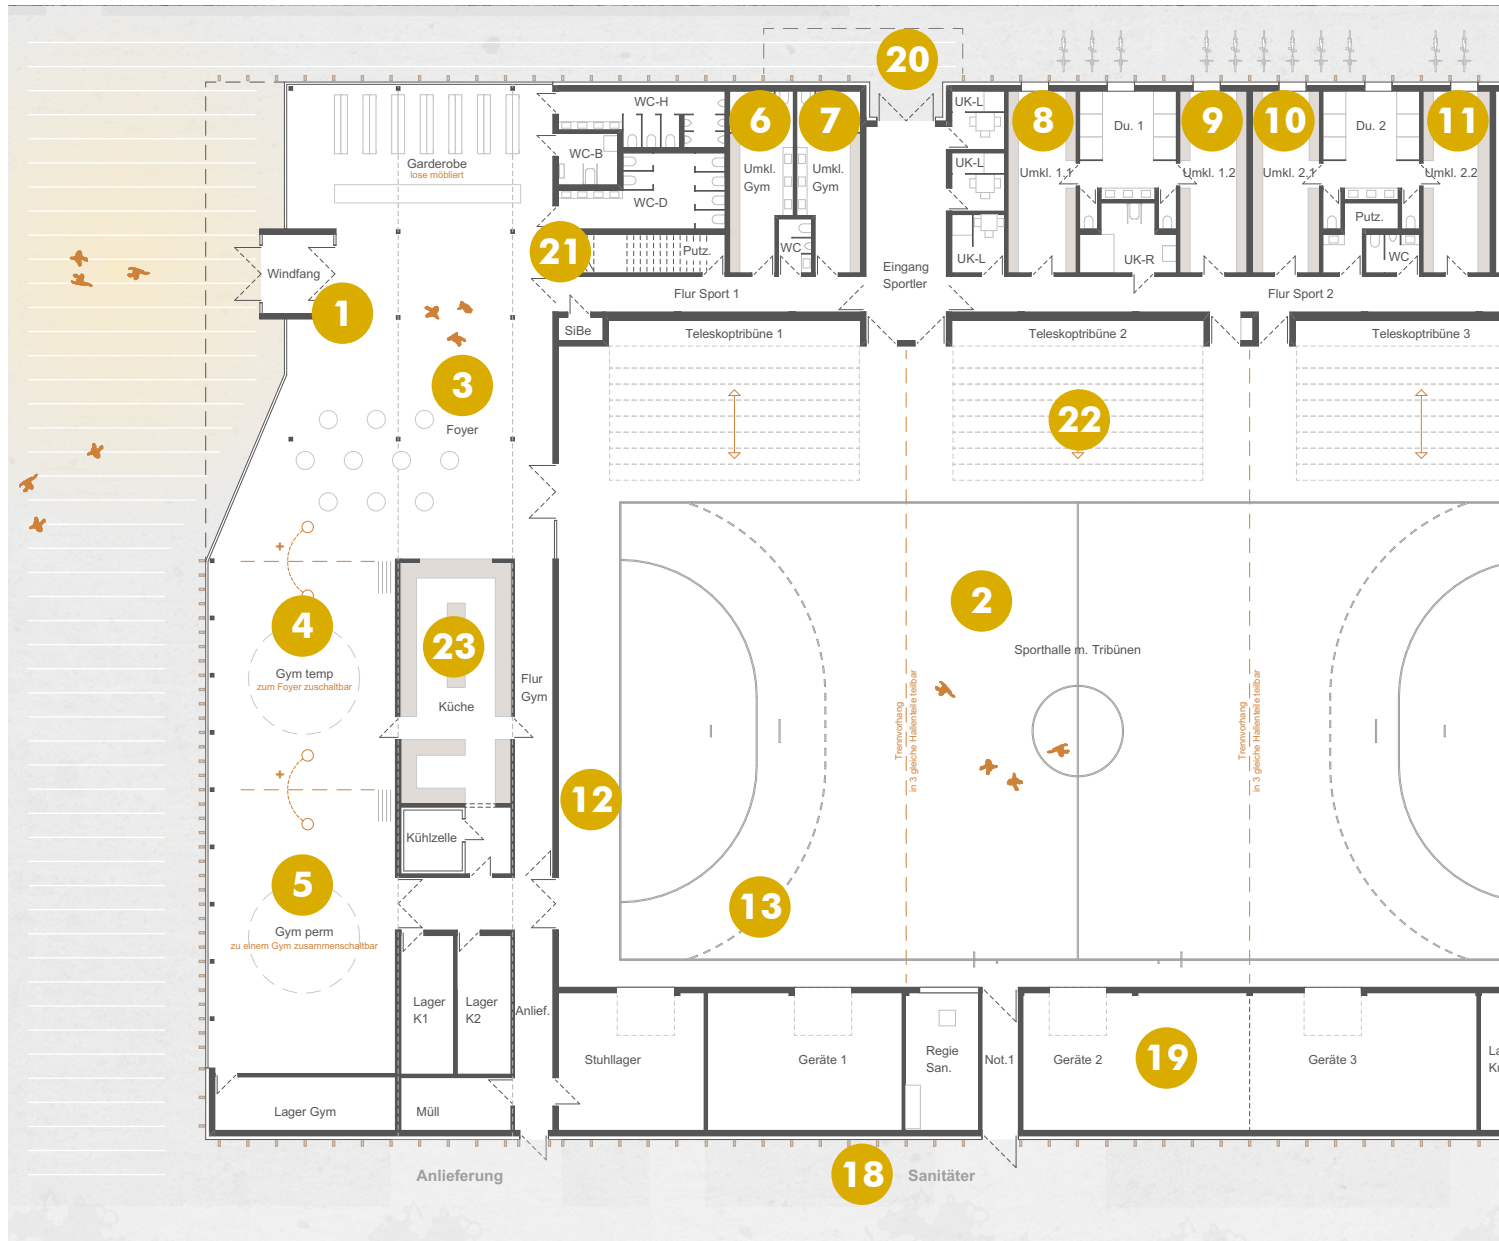 20
WC-H
6
7
UK-L
8
Du. 1
9
10
Du. 2
11
Garderobe
lose möbliert
WC-B
Umkl.
Gym
Umkl.
Gym
UK-L
Umkl. 1.1
Umkl. 1.2
Umkl. 2.1
Umkl. 2.2
WC-D
Putz.
21
Putz.
WC
UK-L
UK-R
WC
Windfang
Eingang
Sportler
Flur Sport 1
Flur Sport 2
1
SiBe
Teleskoptribüne 1
Teleskoptribüne 2
Teleskoptribüne 3
3
Foyer
22
4
Gym temp
zum Foyer zuschaltbar
23
Küche
Flur
Gym
2
Sporthalle m. Tribünen
Trennvorhang
in 3 gleiche Hallenteile teilbar
Trennvorhang
in 3 gleiche Hallenteile teilbar
12
Kühlzelle
5
Gym perm
zu einem Gym zusammenschaltbar
13
Lager
K1
Lager
K2
Anlief.
Stuhllager
Geräte 1
Regie
San.
Not.1
Geräte 2
19
Geräte 3
Lager Gym
Müll
Anlieferung
18
Sanitäter